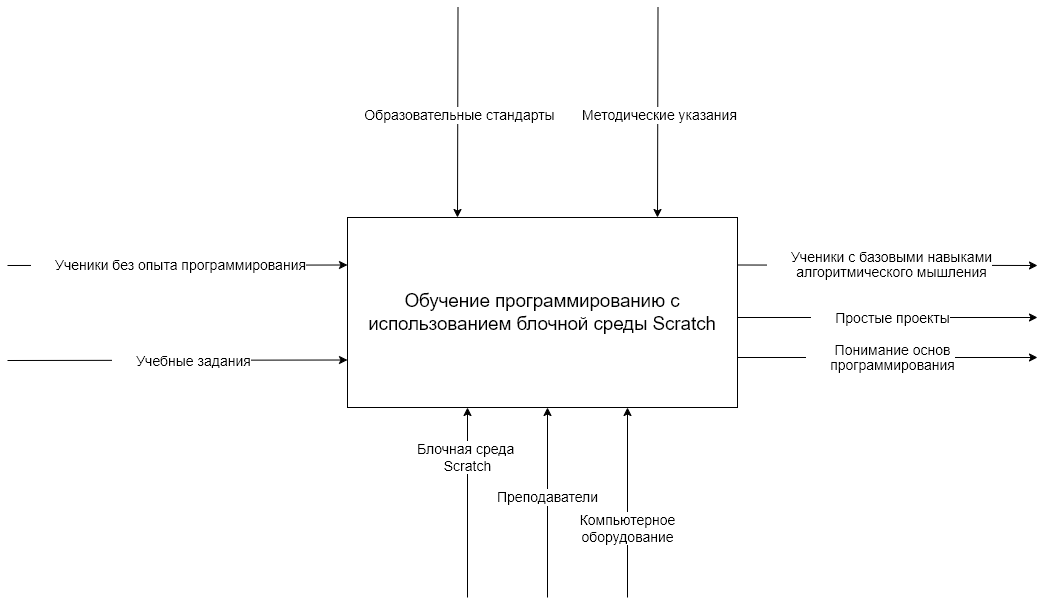 Образовательные стандарты
Методические указания
Ученики без опыта программирования
Учебные задания
Обучение программированию с
использованием блочной среды Scratch
Ученики с базовыми навыками
алгоритмического мышления
Простые проекты
Понимание основ
программирования
Блочная среда
Scratch
Преподаватели
Компьютерное
оборудование